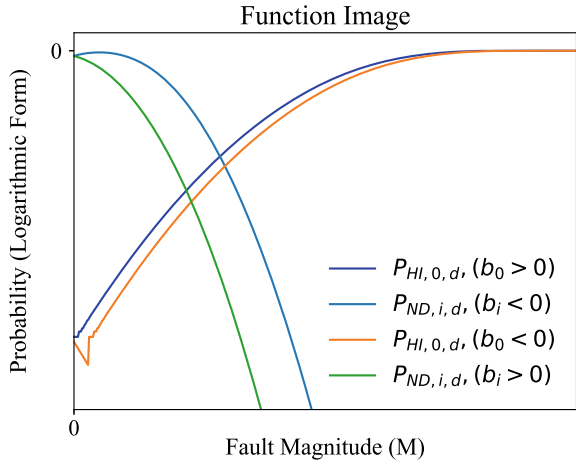 Function Image
Probability (Logarithmic Form)
0
P_{HI, 0, d}, (b_0 > 0)
P_{ND, i, d}, (b_i < 0)
P_{HI, 0, d}, (b_0 < 0)
P_{ND, i, d}, (b_i > 0)
0
Fault Magnitude (M)